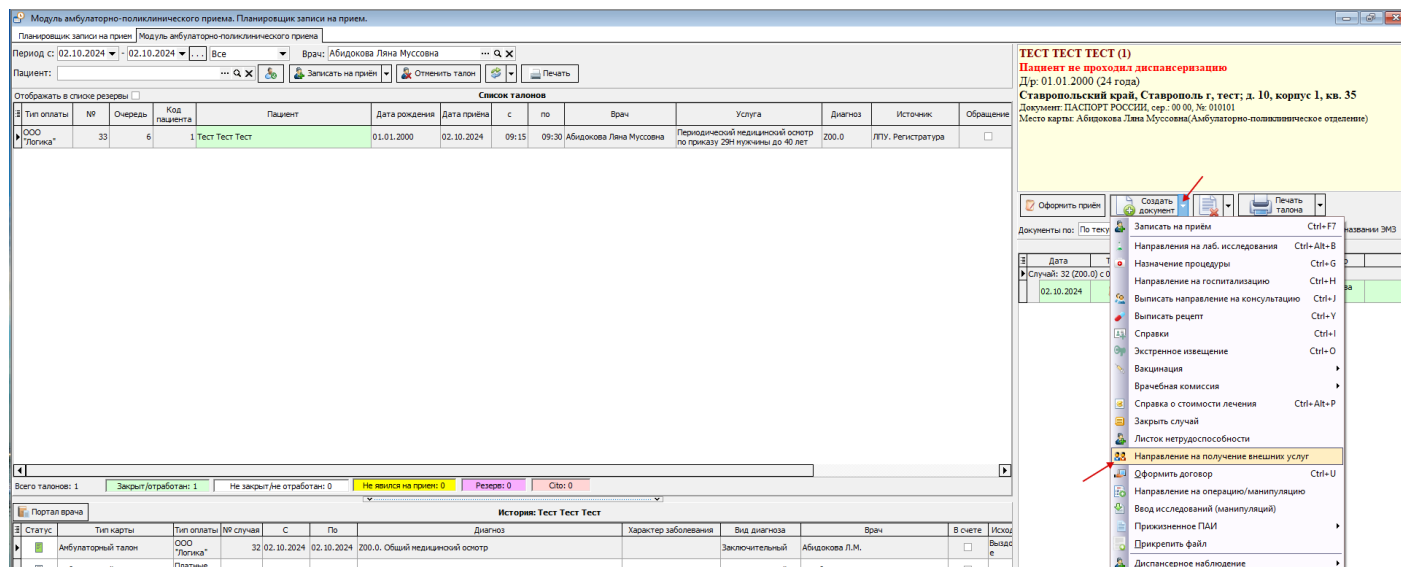 Модуль амбулаторно-поликлинического приема. Планировщик записи на прием.
Планировщик записи на прием Модуль амбулаторно-поликлинического приема
Период с: 02.10.2024 - 02.10.2024 ... Все Врач: Абидокова Ляна Муссовна
Пациент: Записать на приём Отменить талон Печать
Отображать в списке резервы Список талонов
Тип оплаты № Очередь Код пациента Пациент Дата рождения Дата приёма с по Врач Услуга Диагноз Источник Обращение
ООО "Логика" 33 6 1 Тест Тест Тест 01.01.2000 02.10.2024 09:15 09:30 Абидокова Ляна Муссовна Периодический медицинский осмотр по приказу 29Н мужчины до 40 лет Z00.0 ЛПУ. Регистратура
Всего талонов: 1 Закрыт/отработан: 1 Не закрыт/не отработан: 0 Не явился на прием: 0 Резерв: 0 Cito: 0
Портал врача История: Тест Тест Тест
Статус Тип карты Тип оплаты № случая С По Диагноз Характер заболевания Вид диагноза Врач В счете Исход
Амбулаторный талон ООО "Логика" 32 02.10.2024 02.10.2024 Z00.0. Общий медицинский осмотр Заключительный Абидокова Л.М.
Платные
ТЕСТ ТЕСТ ТЕСТ (1)
Пациент не проходил диспансеризацию
Д/р: 01.01.2000 (24 года)
Ставропольский край, Ставрополь г, тест; д. 10, корпус 1, кв. 35
Документ: ПАСПОРТ РОССИИ, сер.: 00 00, №: 010101
Место карты: Абидокова Ляна Муссовна(Амбулаторно-поликлиническое отделение)
Оформить приём Создать документ Печать талона
Документы по: По теку названии ЭМЗ
Дата
Случай: 32 (Z00.0) с 0
02.10.2024
Записать на приём Ctrl+F7
Направления на лаб. исследования Ctrl+Alt+B
Назначение процедуры Ctrl+G
Направление на госпитализацию Ctrl+H
Выписать направление на консультацию Ctrl+J
Выписать рецепт Ctrl+Y
Справки Ctrl+I
Экстренное извещение Ctrl+O
Вакцинация
Врачебная комиссия
Справка о стоимости лечения Ctrl+Alt+P
Закрыть случай
Листок нетрудоспособности
Направление на получение внешних услуг
Оформить договор Ctrl+U
Направление на операцию/манипуляцию
Ввод исследований (манипуляций)
Прижизненное ПАИ
Прикрепить файл
Диспансерное наблюдение